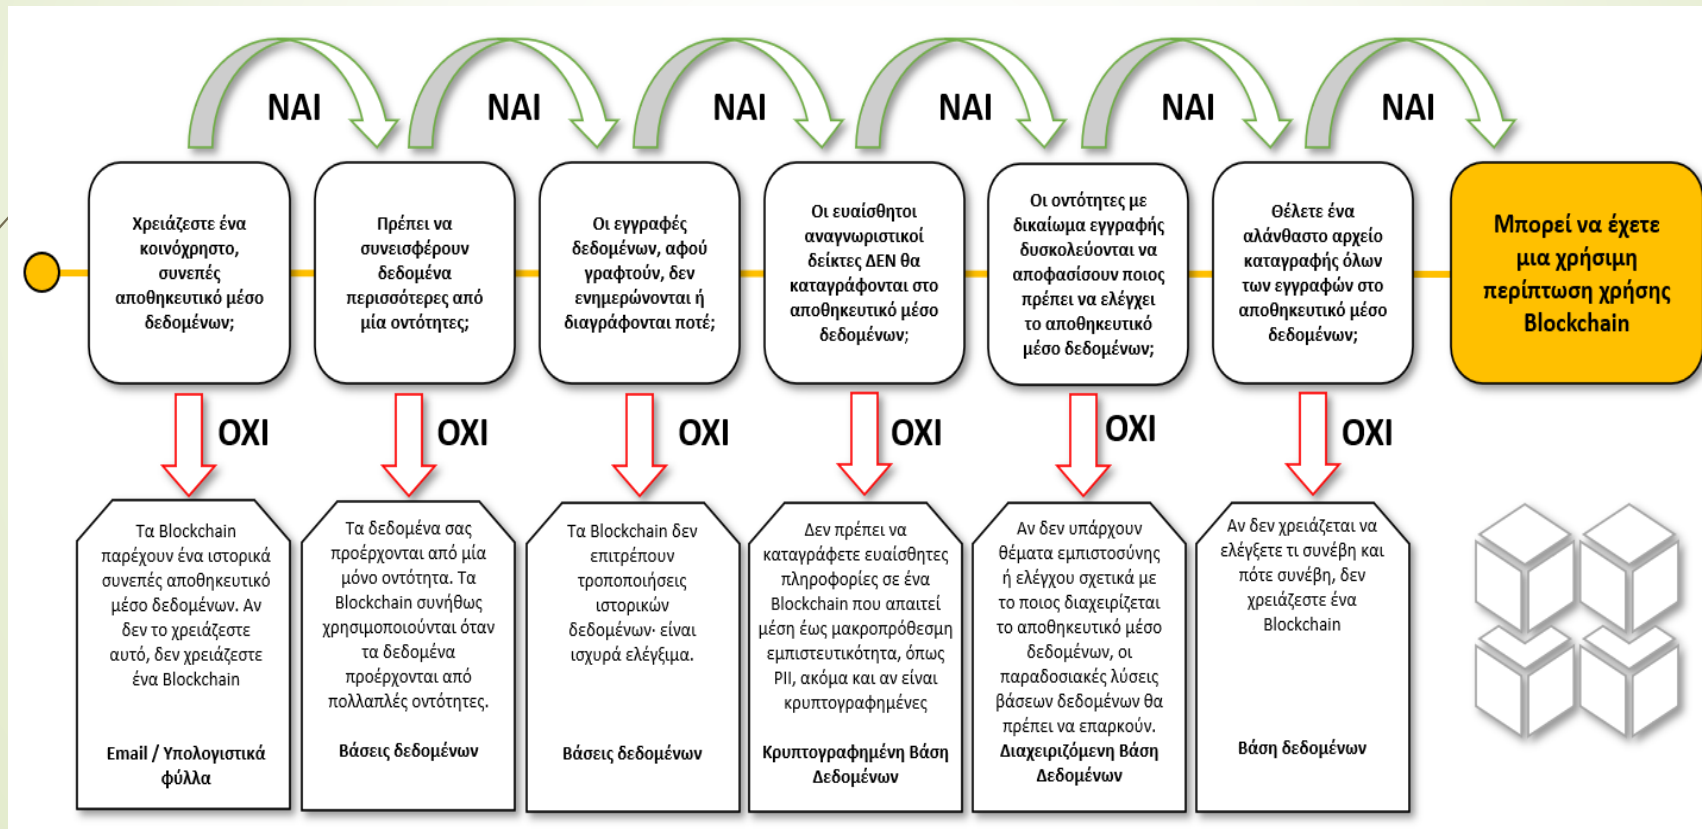 ΝΑΙ
ΝΑΙ
ΝΑΙ
ΝΑΙ
ΝΑΙ
ΝΑΙ
Χρειάζεστε ένα
κοινόχρηστο,
συνεπές
αποθηκευτικό μέσο
δεδομένων;
Πρέπει να
συνεισφέρουν
δεδομένα
περισσότερες από
μία οντότητες;
Οι εγγραφές
δεδομένων, αφού
γραφτούν, δεν
ενημερώνονται ή
διαγράφονται ποτέ;
Οι ευαίσθητοι
αναγνωριστικοί
δείκτες ΔΕΝ θα
καταγράφονται στο
αποθηκευτικό μέσο
δεδομένων;
Οι οντότητες με
δικαίωμα εγγραφής
δυσκολεύονται να
αποφασίσουν ποιος
πρέπει να ελέγχει
το αποθηκευτικό
μέσο δεδομένων;
Θέλετε ένα
αλάνθαστο αρχείο
καταγραφής όλων
των εγγραφών στο
αποθηκευτικό μέσο
δεδομένων;
Μπορεί να έχετε
μια χρήσιμη
περίπτωση χρήσης
Blockchain
ΟΧΙ
ΟΧΙ
ΟΧΙ
ΟΧΙ
ΟΧΙ
ΟΧΙ
Τα Blockchain
παρέχουν ένα ιστορικά
συνεπές αποθηκευτικό
μέσο δεδομένων. Αν
δεν το χρειάζεστε
αυτό, δεν χρειάζεστε
ένα Blockchain
Email / Υπολογιστικά
φύλλα
Τα δεδομένα σας
προέρχονται από μία
μόνο οντότητα. Τα
Blockchain συνήθως
χρησιμοποιούνται όταν
τα δεδομένα
προέρχονται από
πολλαπλές οντότητες.
Βάσεις δεδομένων
Τα Blockchain δεν
επιτρέπουν
τροποποιήσεις
ιστορικών
δεδομένων· είναι
ισχυρά ελέγξιμα.
Βάσεις δεδομένων
Δεν πρέπει να
καταγράφετε ευαίσθητες
πληροφορίες σε ένα
Blockchain που απαιτεί
μέση έως μακροπρόθεσμη
εμπιστευτικότητα, όπως
PII, ακόμα και αν είναι
κρυπτογραφημένες
Κρυπτογραφημένη Βάση
Δεδομένων
Αν δεν υπάρχουν
θέματα εμπιστοσύνης
ή ελέγχου σχετικά με
το ποιος διαχειρίζεται
το αποθηκευτικό μέσο
δεδομένων, οι
παραδοσιακές λύσεις
βάσεων δεδομένων θα
πρέπει να επαρκούν.
Διαχειριζόμενη Βάση
Δεδομένων
Αν δεν χρειάζεται να
ελέγξετε τι συνέβη και
πότε συνέβη, δεν
χρειάζεστε ένα
Blockchain
Βάση δεδομένων